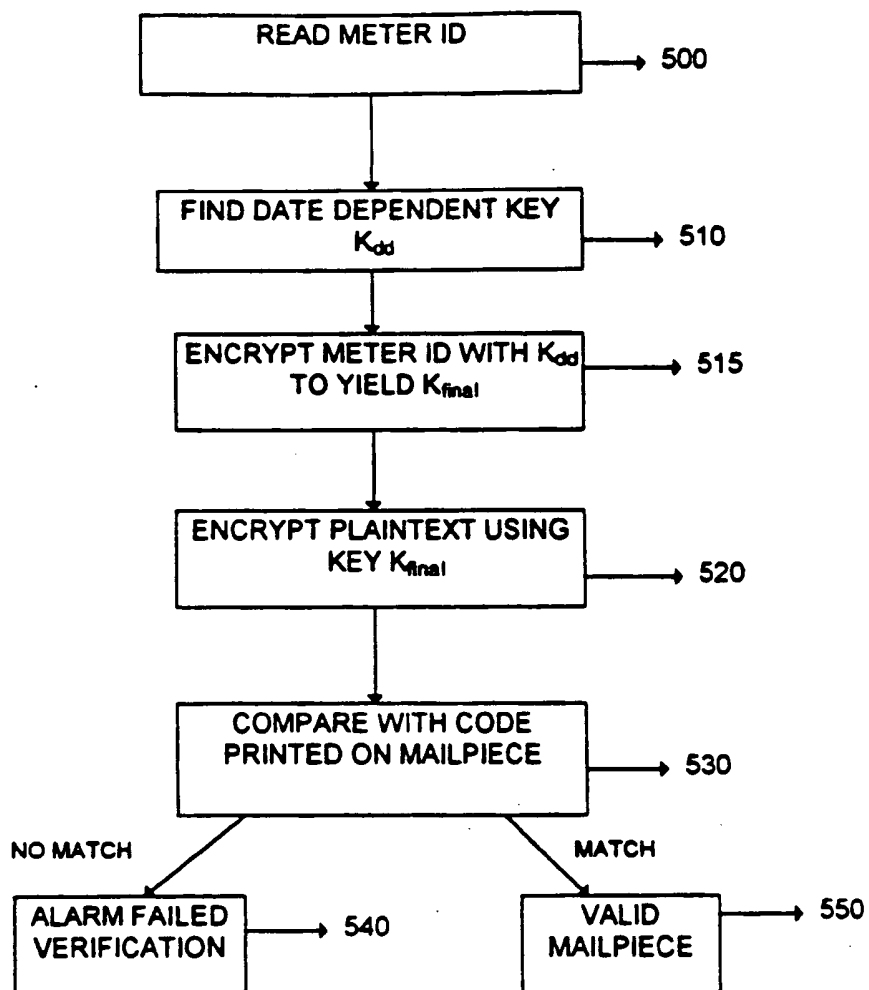 READ METER ID
500
FIND DATE DEPENDENT KEY
Kdd
510
ENCRYPT METER ID WITH Kdd
TO YIELD Kfinal
515
ENCRYPT PLAINTEXT USING
KEY Kfinal
520
COMPARE WITH CODE
PRINTED ON MAILPIECE
530
NO MATCH
MATCH
ALARM FAILED
VERIFICATION
540
VALID
MAILPIECE
550